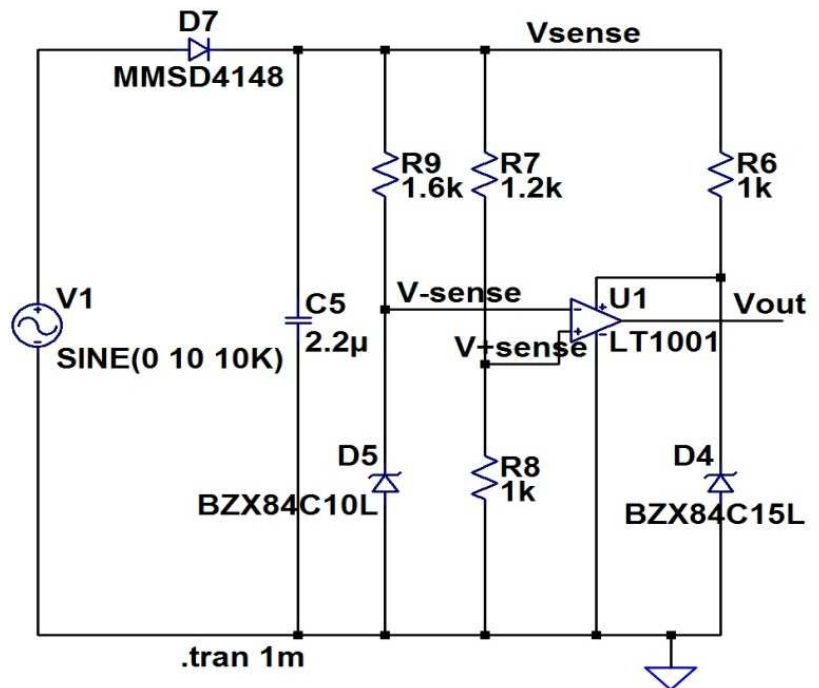 D7
MMSD4148
Vsense
R9
1.6k
R7
1.2k
R6
1k
V1
SINE(0 10 10K)
C5
2.2µ
V-sense
V+sense
U1
LT1001
Vout
D5
BZX84C10L
R8
1k
D4
BZX84C15L
.tran 1m